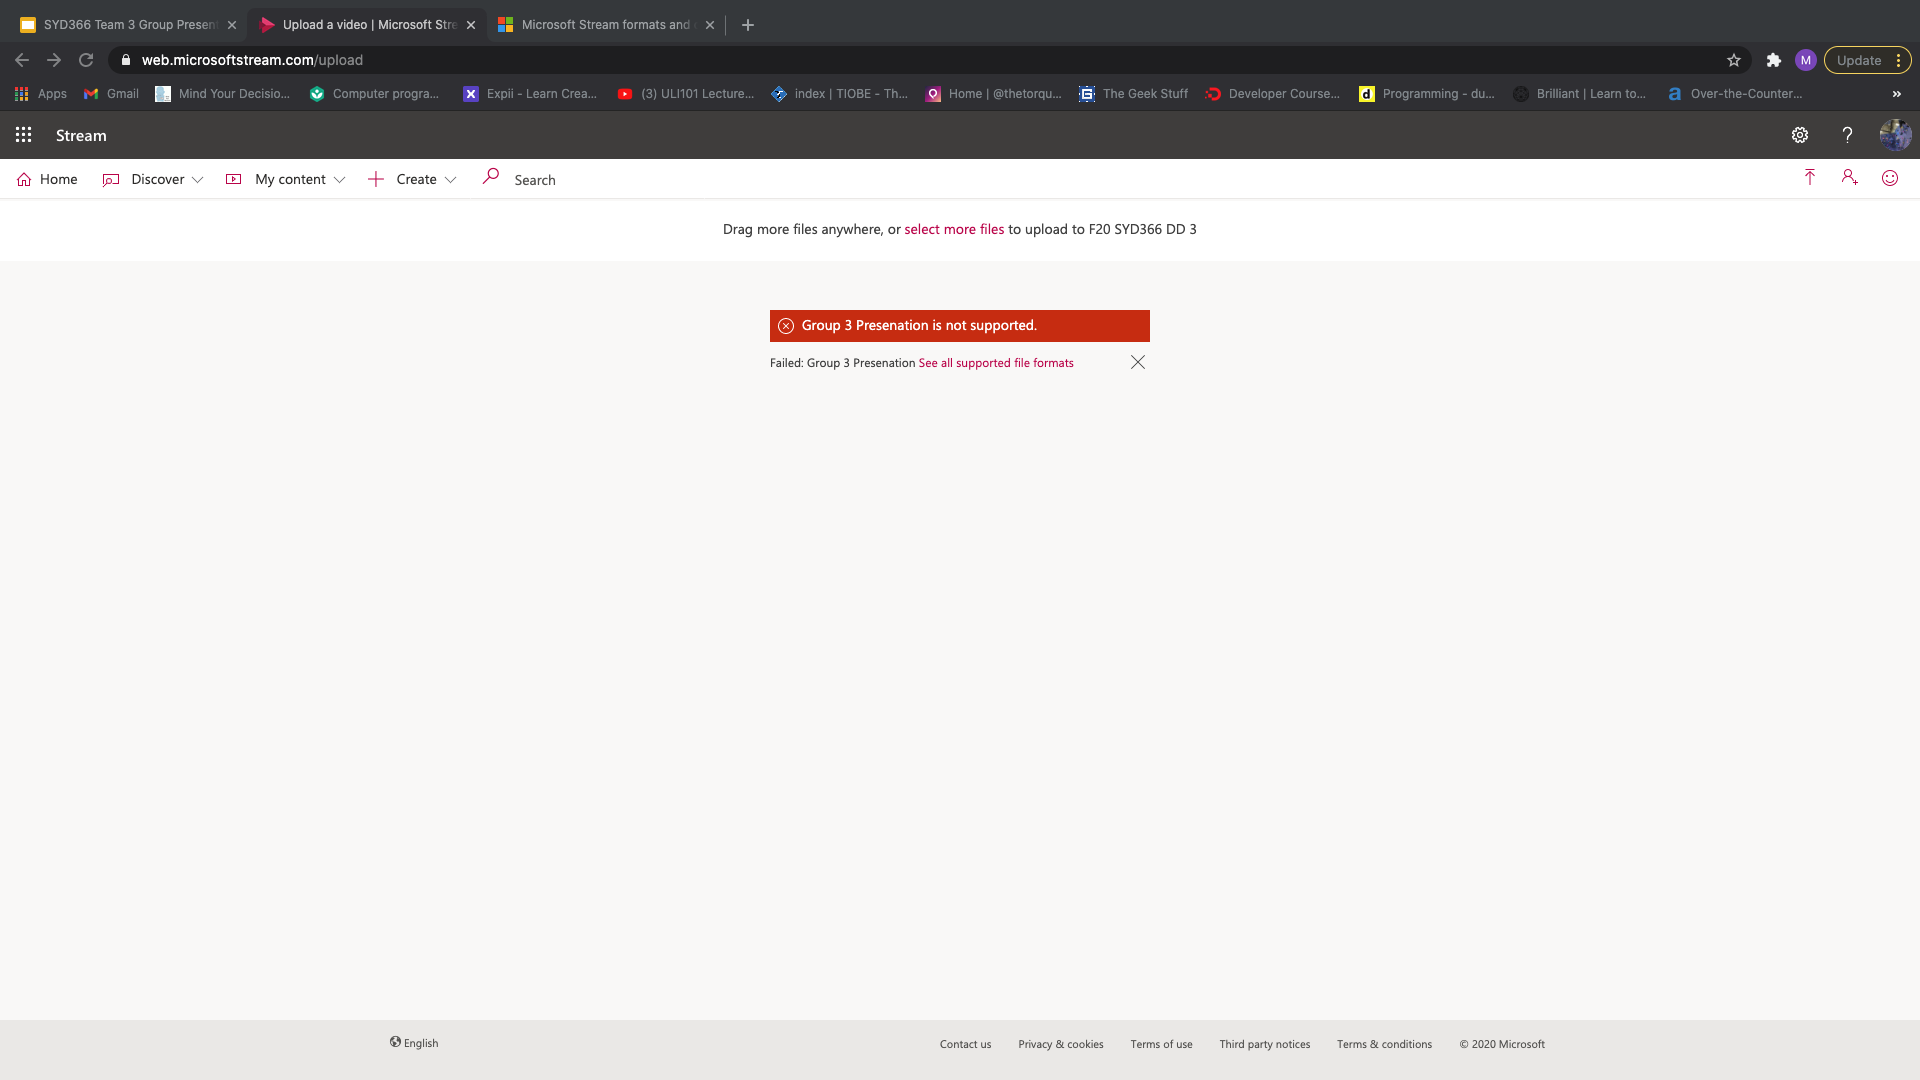 SYD366 Team 3 Group Presen
Upload a video | Microsoft Stre
Microsoft Stream formats and
web.microsoftstream.com/upload
M
Update
Apps
Gmail
Mind Your Decisio...
Computer progra...
Expii - Learn Crea...
(3) ULI101 Lecture...
index | TIOBE - Th...
Home | @thetorqu...
The Geek Stuff
Developer Course...
Programming - du...
Brilliant | Learn to...
Over-the-Counter...
»
Stream
?
Home
Discover
My content
Create
Search
Drag more files anywhere, or select more files to upload to F20 SYD366 DD 3
Group 3 Presenation is not supported.
Failed: Group 3 Presenation See all supported file formats
English
Contact us
Privacy & cookies
Terms of use
Third party notices
Terms & conditions
© 2020 Microsoft